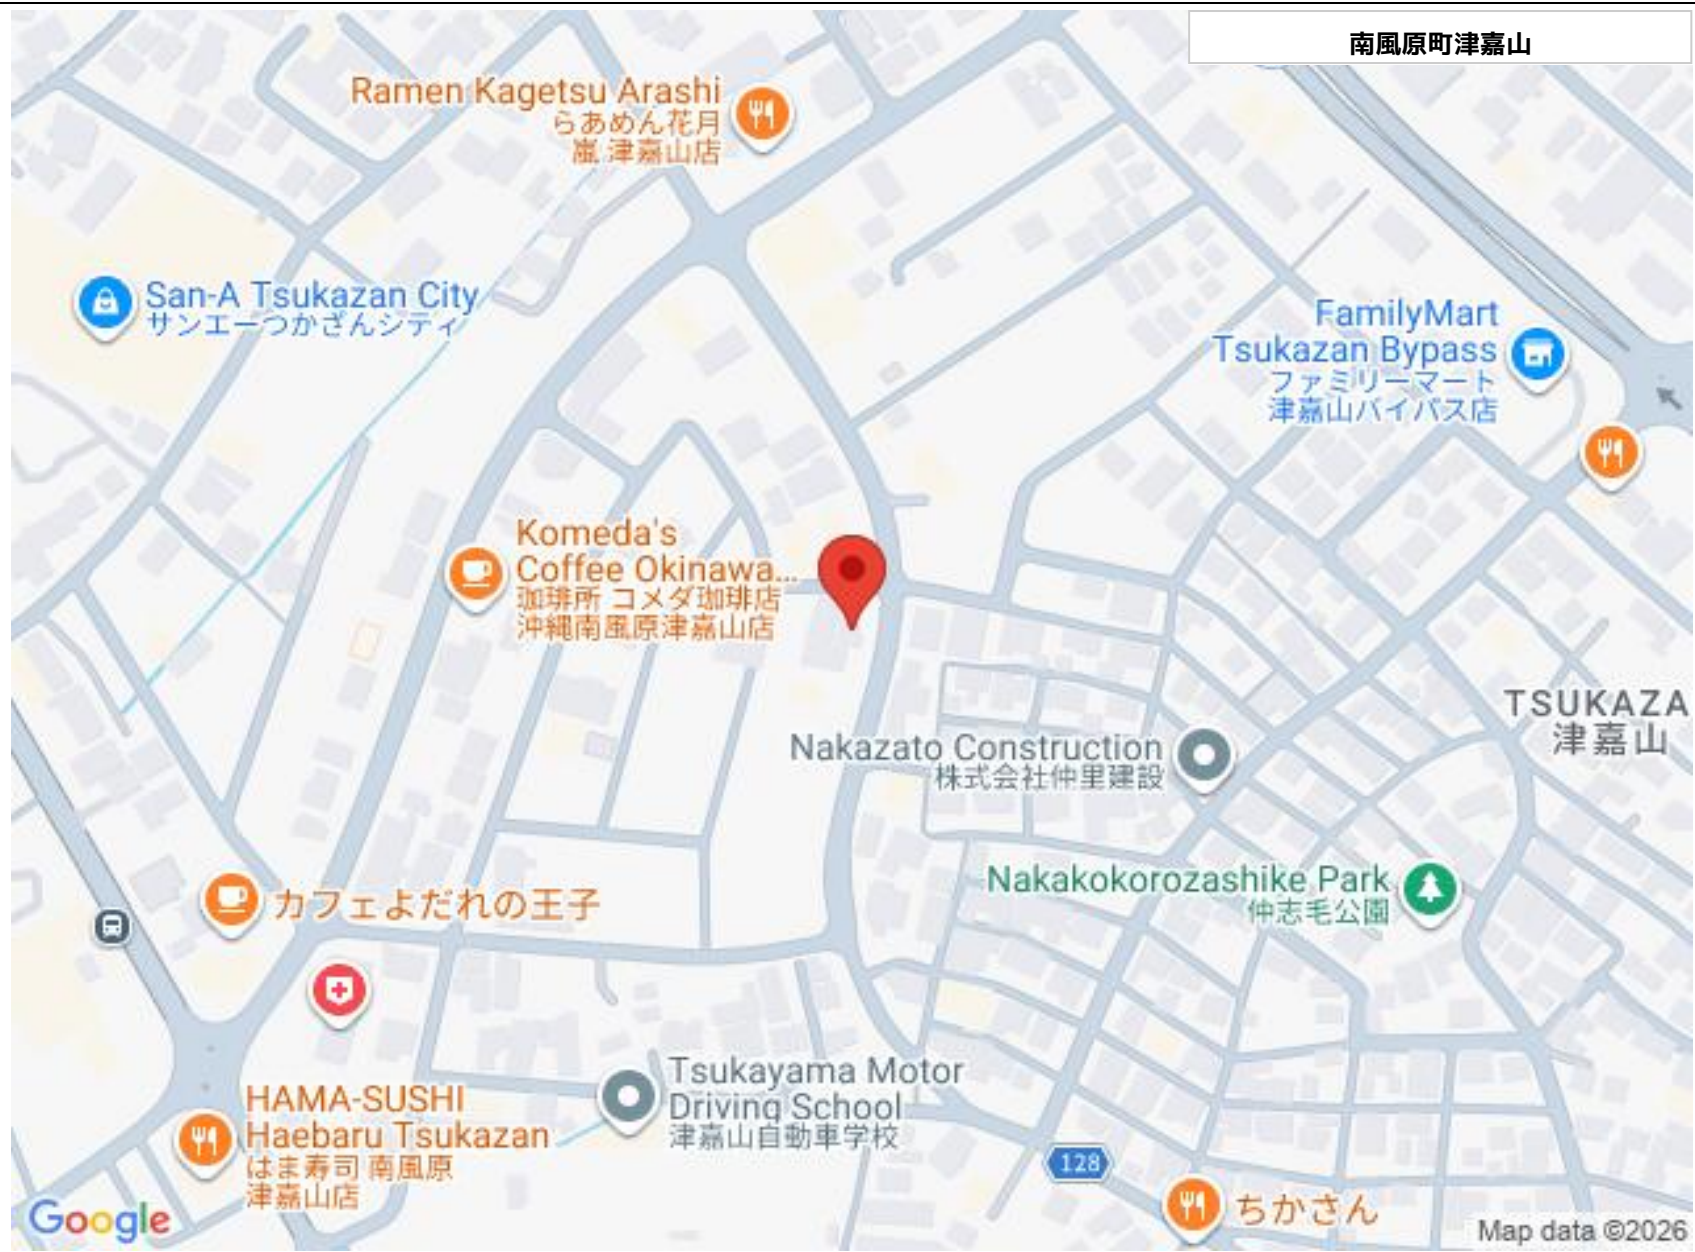 南風原町津嘉山
Ramen Kagetsu Arashi
らあめん花月
嵐 津嘉山店
San-A Tsukazan City
サンエーつかざんシティ
FamilyMart
Tsukazan Bypass
ファミリーマート
津嘉山バイパス店
Komeda's
Coffee Okinawa...
珈琲所 コメダ珈琲店
沖縄南風原津嘉山店
TSUKAZA
津嘉山
Nakazato Construction
株式会社仲里建設
Nakakokorozashike Park
仲志毛公園
カフェよだれの王子
Tsukayama Motor
Driving School
津嘉山自動車学校
HAMA-SUSHI
Haebaru Tsukazan
はま寿司 南風原
津嘉山店
128
ちかさん
Google
Map data ©2026